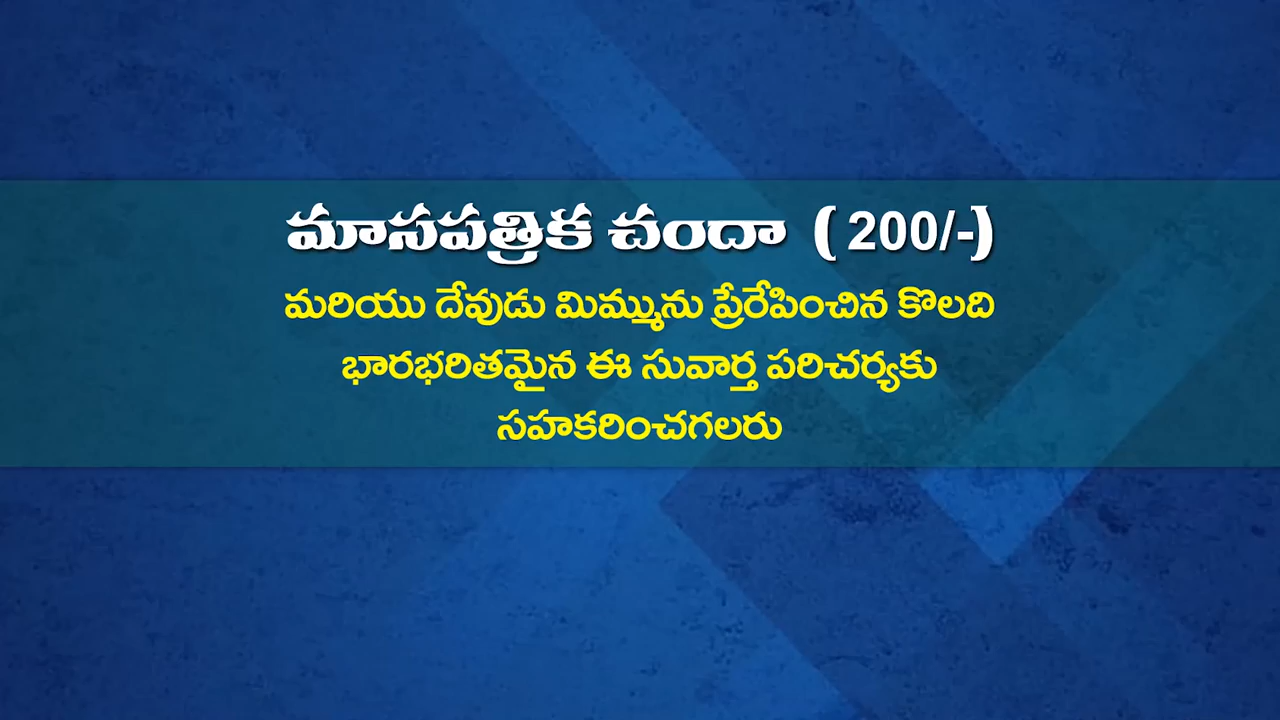 మాసపత్రిక చందా ( 200/-)
మరియు దేవుడు మిమ్మును ప్రేరేపించిన కొలది
భారభరితమైన ఈ సువార్త పరిచర్యకు
సహకరించగలరు